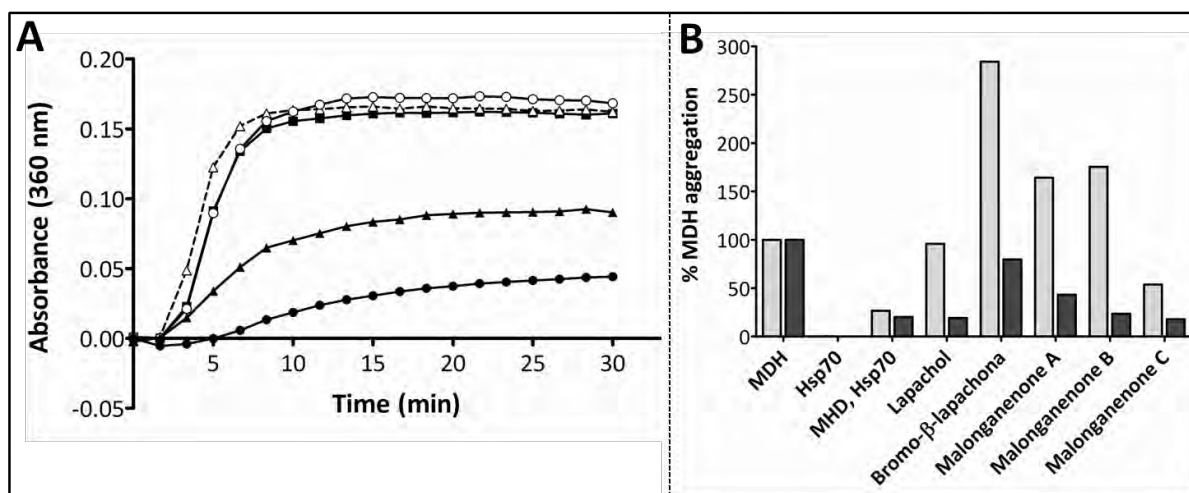 A
Absorbance (360 nm)
0.20
0.15
0.10
0.05
0.00
-0.05
5
10
15
20
25
30
Time (min)
B
% MDH aggregation
300
250
200
150
100
50
0
MDH
Hsp70
MHD, Hsp70
Lapachol
Bromo-β-lapachona
Malonganenone A
Malonganenone B
Malonganenone C